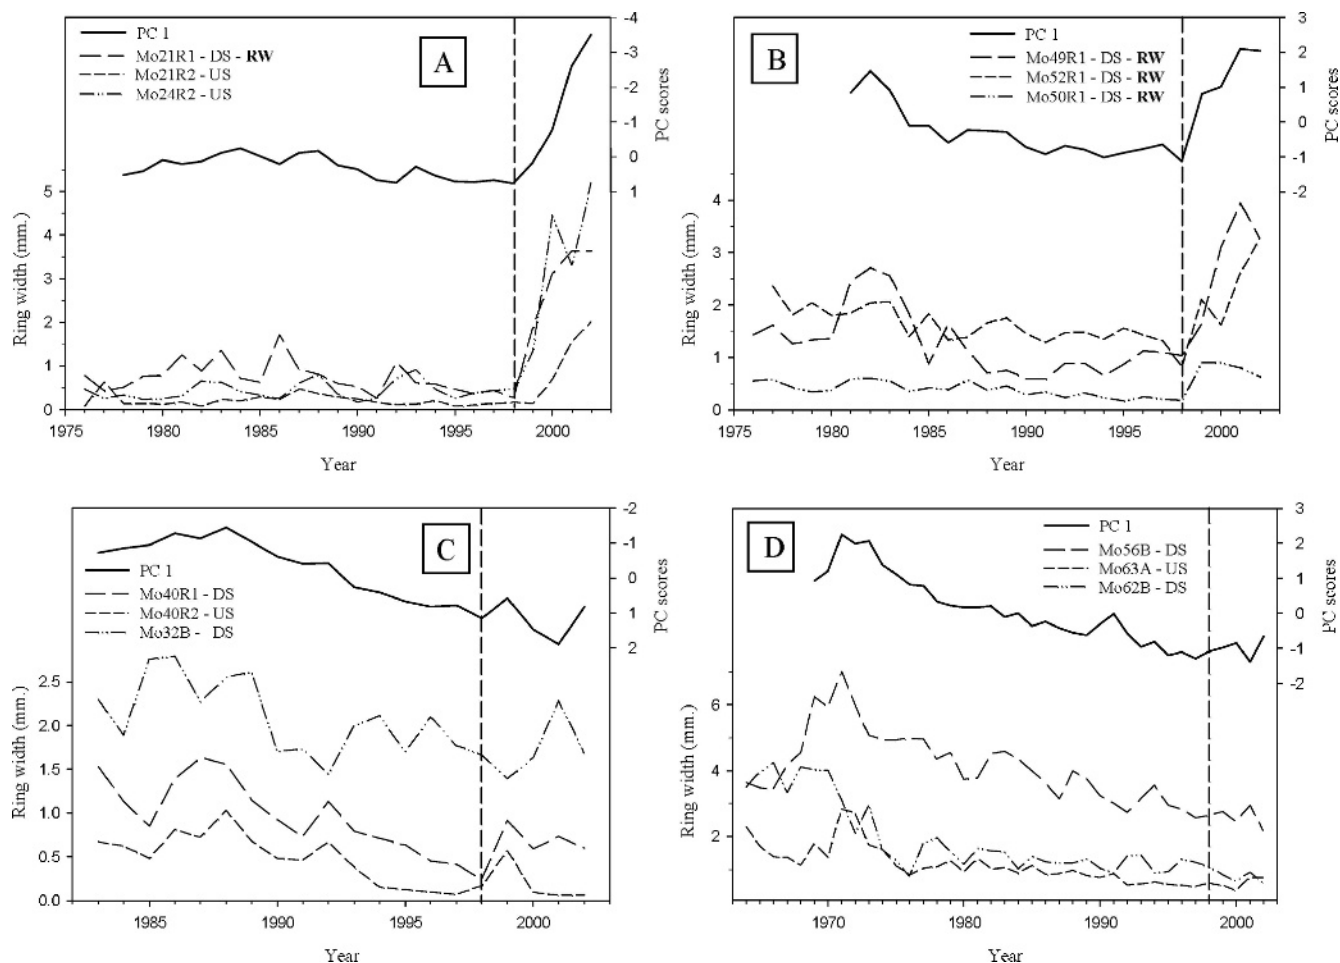 A
PC 1
Mo21R1 - DS - RW
Mo21R2 - US
Mo24R2 - US
-4
-3
-2
-1
0
1
PC scores
5
4
3
2
1
0
Ring width (mm.)
1975 1980 1985 1990 1995 2000
Year
B
PC 1
Mo49R1 - DS - RW
Mo52R1 - DS - RW
Mo50R1 - DS - RW
3
2
1
0
-1
-2
PC scores
4
3
2
1
0
Ring width (mm.)
1975 1980 1985 1990 1995 2000
Year
C
PC 1
Mo40R1 - DS
Mo40R2 - US
Mo32B - DS
-2
-1
0
1
2
PC scores
2.5
2.0
1.5
1.0
0.5
0.0
Ring width (mm.)
1985 1990 1995 2000
Year
D
PC 1
Mo56B - DS
Mo63A - US
Mo62B - DS
3
2
1
0
-1
-2
PC scores
6
4
2
Ring width (mm.)
1970 1980 1990 2000
Year